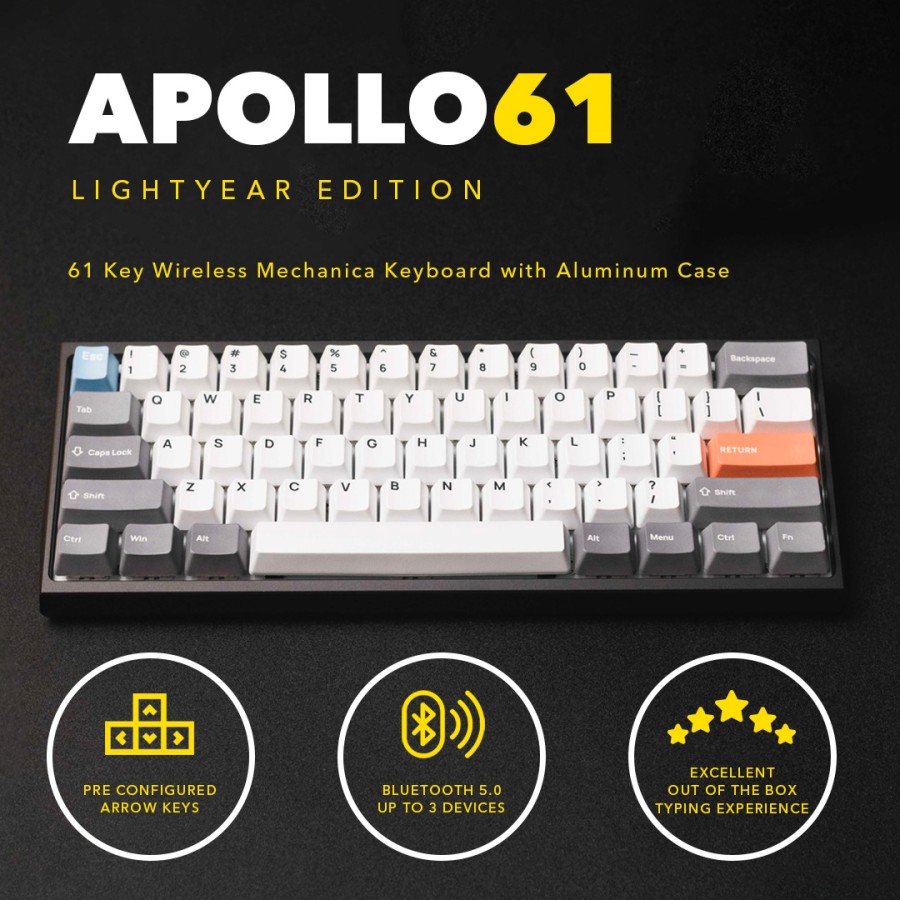 APOLLO61
LIGHTYEAR EDITION
61 Key Wireless Mechanica Keyboard with Aluminum Case
Esc ! 1 @ 2 # 3 $ 4 % 5 ^ 6 & 7 * 8 ( 9 ) 0 _ - + = Backspace
Tab Q W E R T Y U I O P { [ } ] | \
Caps Lock A S D F G H J K L : ; " ' RETURN
Shift Z X C V B N M < , > . ? / Shift
Ctrl Win Alt Alt Menu Ctrl Fn
PRE CONFIGURED
ARROW KEYS
BLUETOOTH 5.0
UP TO 3 DEVICES
EXCELLENT
OUT OF THE BOX
TYPING EXPERIENCE